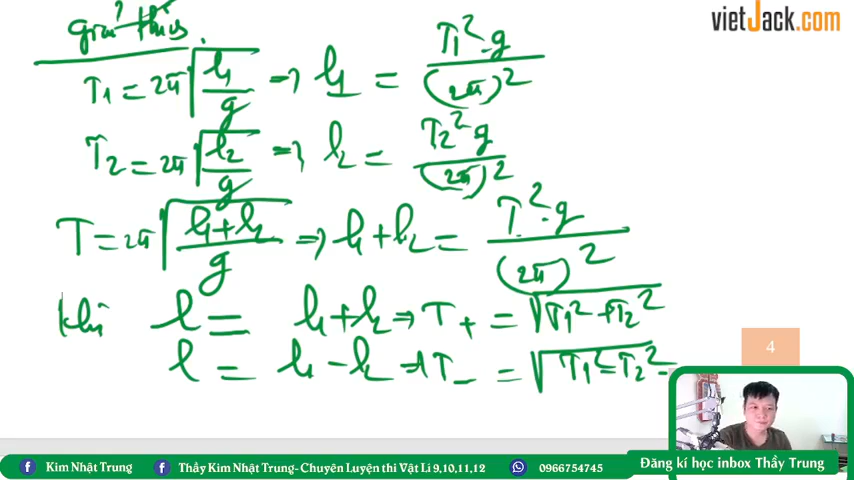 vietJack.com
giải thích.
T₁ = 2π√(l₁/g) ⇒ l₁ = T₁².g/(2π)²
T₂ = 2π√(l₂/g) ⇒ l₂ = T₂²g/(2π)²
T = 2π√((l₁+l₂)/g) ⇒ l₁+l₂ = T².g/(2π)²
khi l = l₁+l₂ ⇒ T₊ = √(T₁²+T₂²)
l = l₁-l₂ ⇒ T₋ = √(T₁²-T₂²)
4
Kim Nhật Trung
Thầy Kim Nhật Trung- Chuyên Luyện thi Vật Lí 9,10,11,12
0966754745
Đăng kí học inbox Thầy Trung